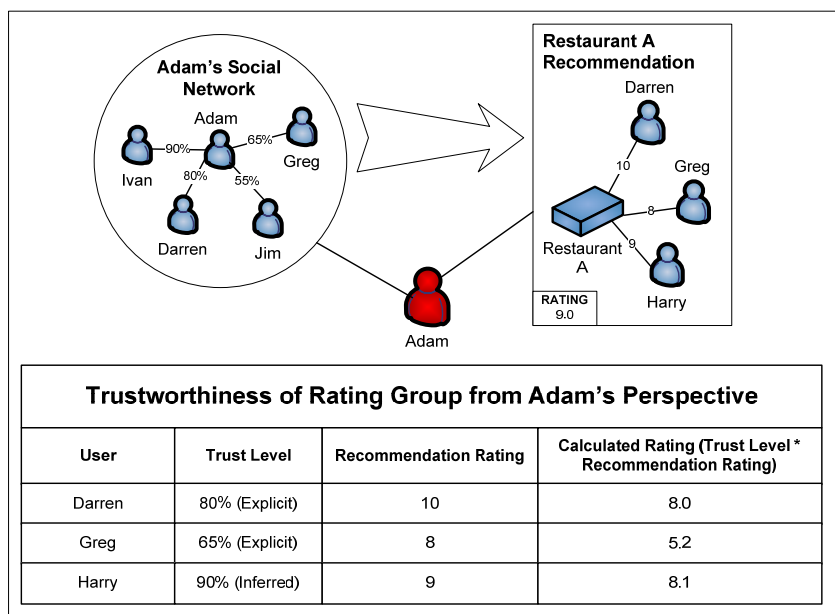 Adam's Social
Network
Adam
90%
65%
80%
55%
Ivan
Greg
Darren
Jim
Restaurant A
Recommendation
Darren
10
Greg
8
9
Restaurant
A
Harry
RATING
9.0
Adam
Trustworthiness of Rating Group from Adam's Perspective
User
Trust Level
Recommendation Rating
Calculated Rating (Trust Level *
Recommendation Rating)
Darren
80% (Explicit)
10
8.0
Greg
65% (Explicit)
8
5.2
Harry
90% (Inferred)
9
8.1